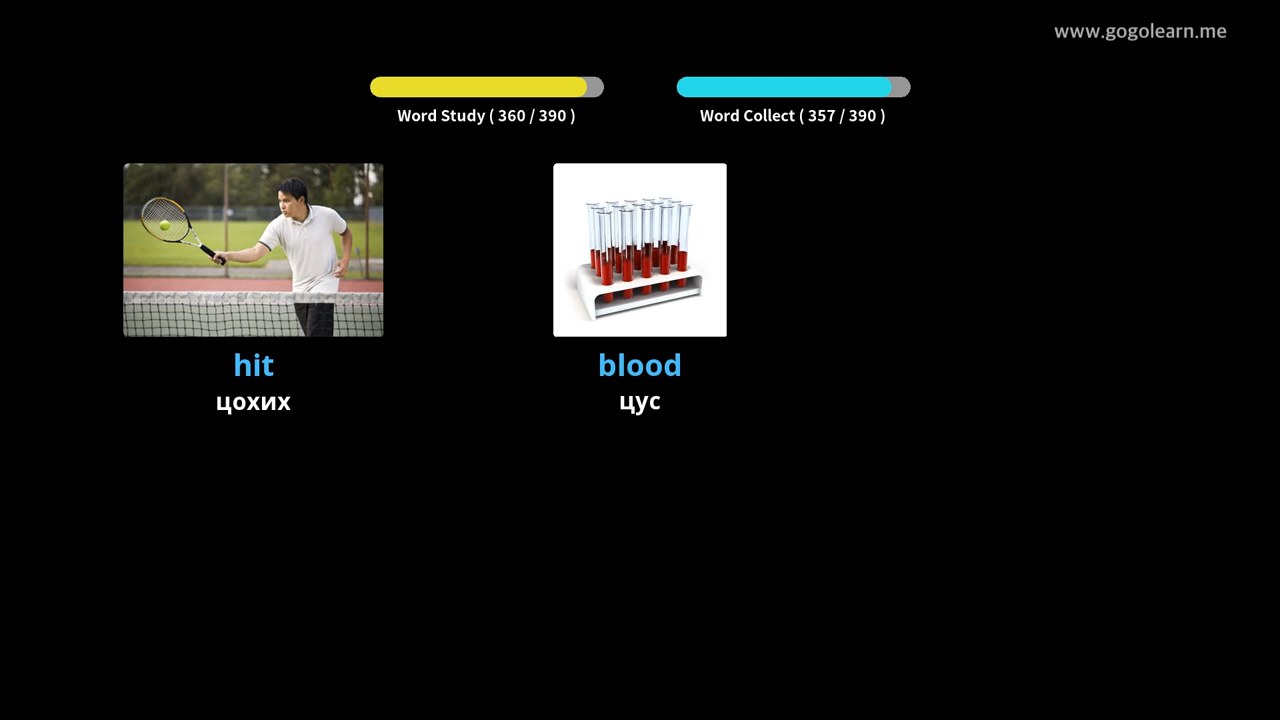 www.gogolearn.me
Word Study ( 360 / 390 )
Word Collect ( 357 / 390 )
hit
цохих
blood
цус